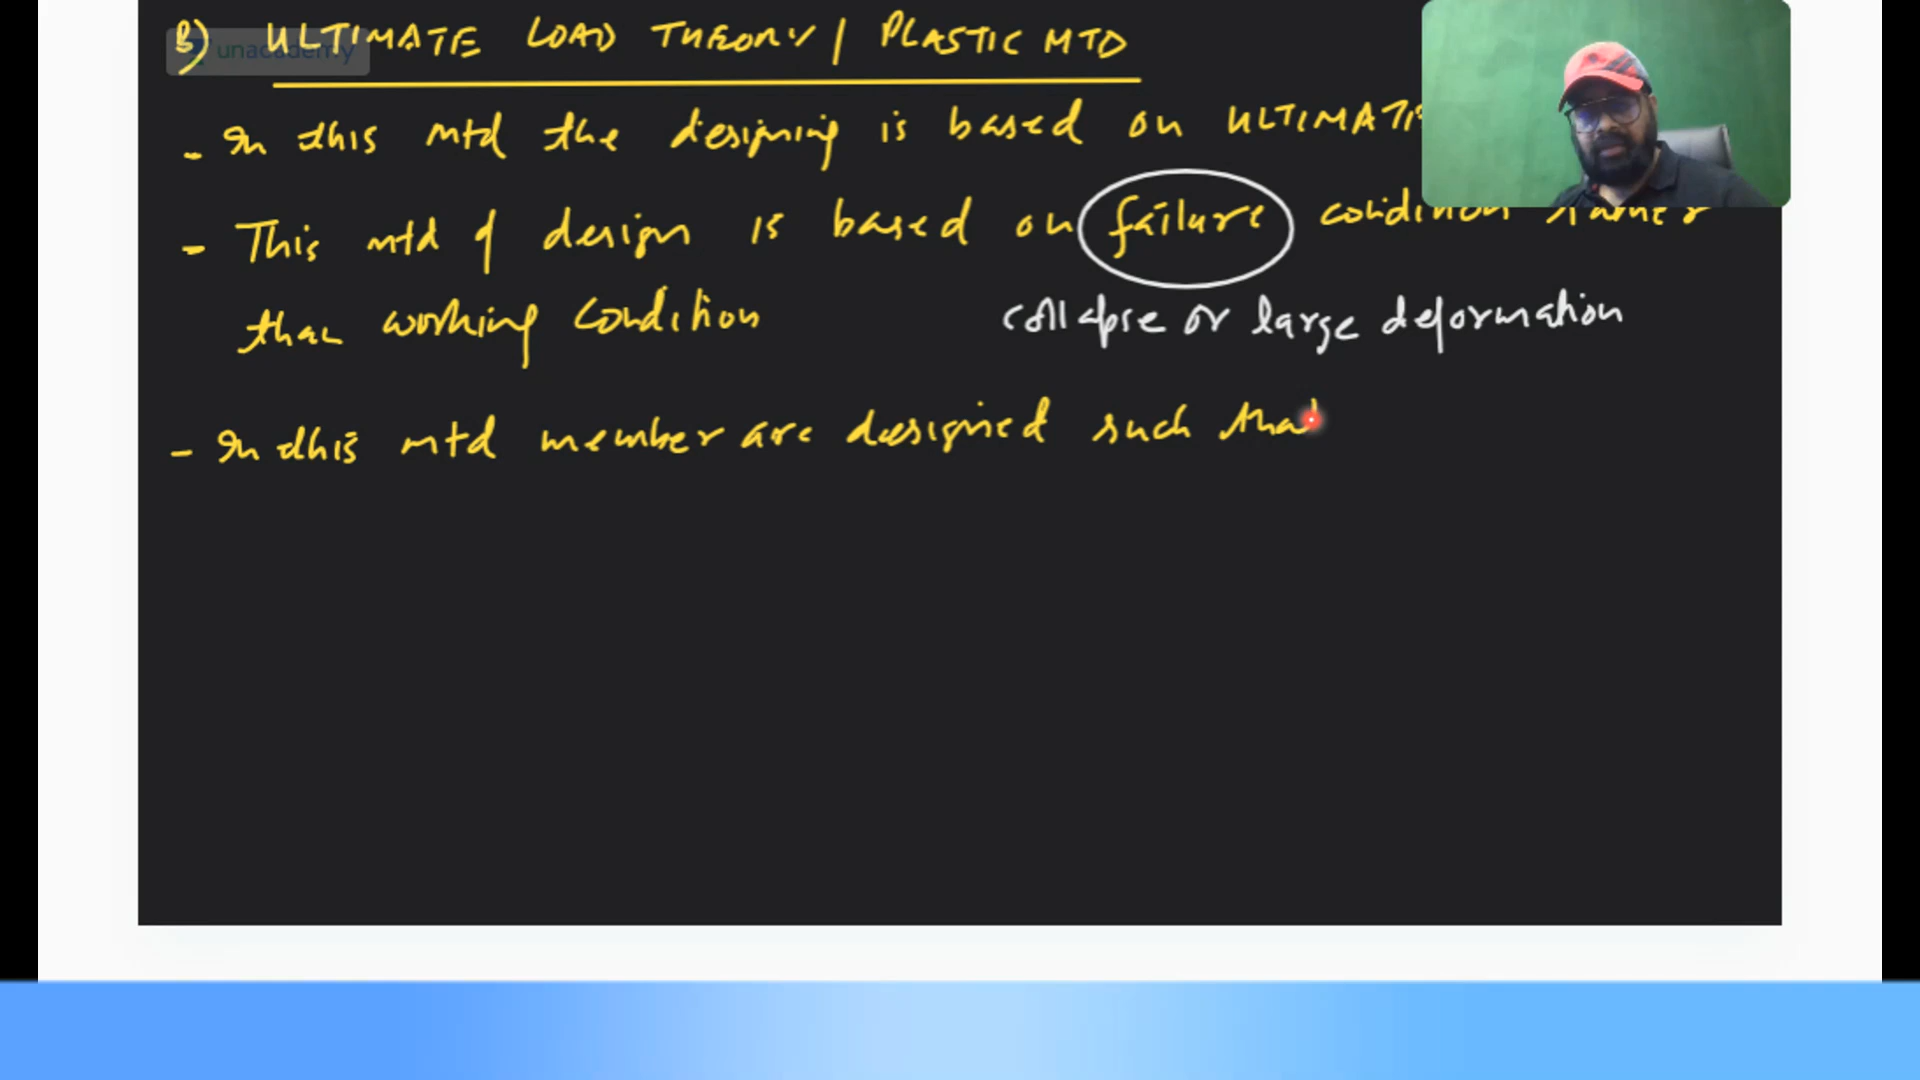 B) ULTIMATE LOAD THEORY / PLASTIC MTD
unacademy
- In this mtd the designing is based on ULTIMATE
- This mtd of design is based on failure condition rather
than working condition
collapse or large deformation
- In this mtd member are designed such that